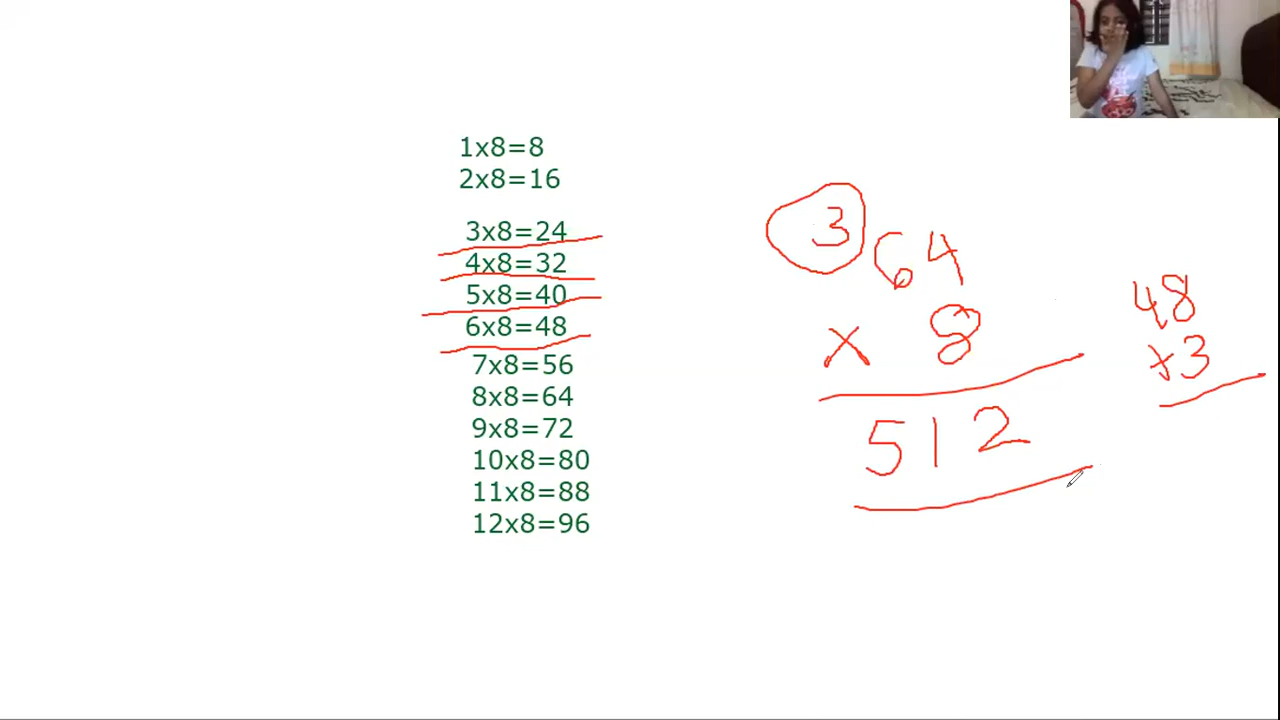 1x8=8
2x8=16
3x8=24
4x8=32
5x8=40
6x8=48
7x8=56
8x8=64
9x8=72
10x8=80
11x8=88
12x8=96
3
64
x 8
512
48
+3